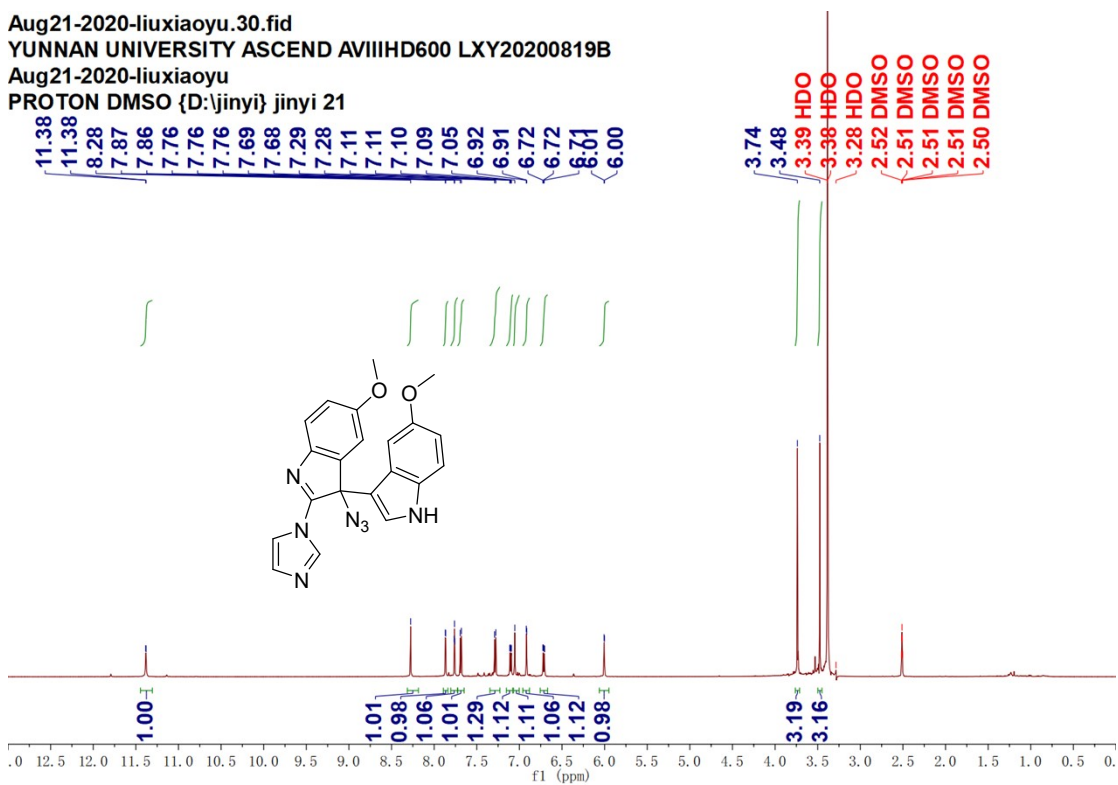 Aug21-2020-liuxiaoyu.30.fid
YUNNAN UNIVERSITY ASCEND AVIIIHD600 LXY20200819B
Aug21-2020-liuxiaoyu
PROTON DMSO {D:\jinyi} jinyi 21
11.38
11.38
8.28
7.87
7.86
7.76
7.76
7.76
7.69
7.68
7.29
7.28
7.11
7.11
7.10
7.09
7.05
6.92
6.91
6.72
6.72
6.71
6.01
6.00
3.74
3.48
3.39 HDO
3.38 HDO
3.28 HDO
2.52 DMSO
2.51 DMSO
2.51 DMSO
2.51 DMSO
2.50 DMSO
O
O
N
N3
NH
N
N
1.00
1.01
0.98
1.06
1.01
1.29
1.12
1.11
1.06
1.12
0.98
3.19
3.16
.0 12.5 12.0 11.5 11.0 10.5 10.0 9.5 9.0 8.5 8.0 7.5 7.0 6.5 6.0 5.5 5.0 4.5 4.0 3.5 3.0 2.5 2.0 1.5 1.0 0.5 0.
f1 (ppm)